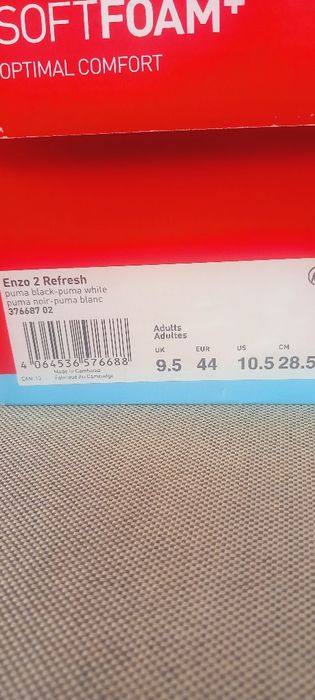 SOFTFOAM+
OPTIMAL COMFORT
Enzo 2 Refresh
puma black-puma white
puma noir-puma blanc
376687 02
4 064536 576688
Made in Cambodia
Fabriqué Au Cambodge
Adults
Adultes
UK EUR US CM
9.5 44 10.5 28.5